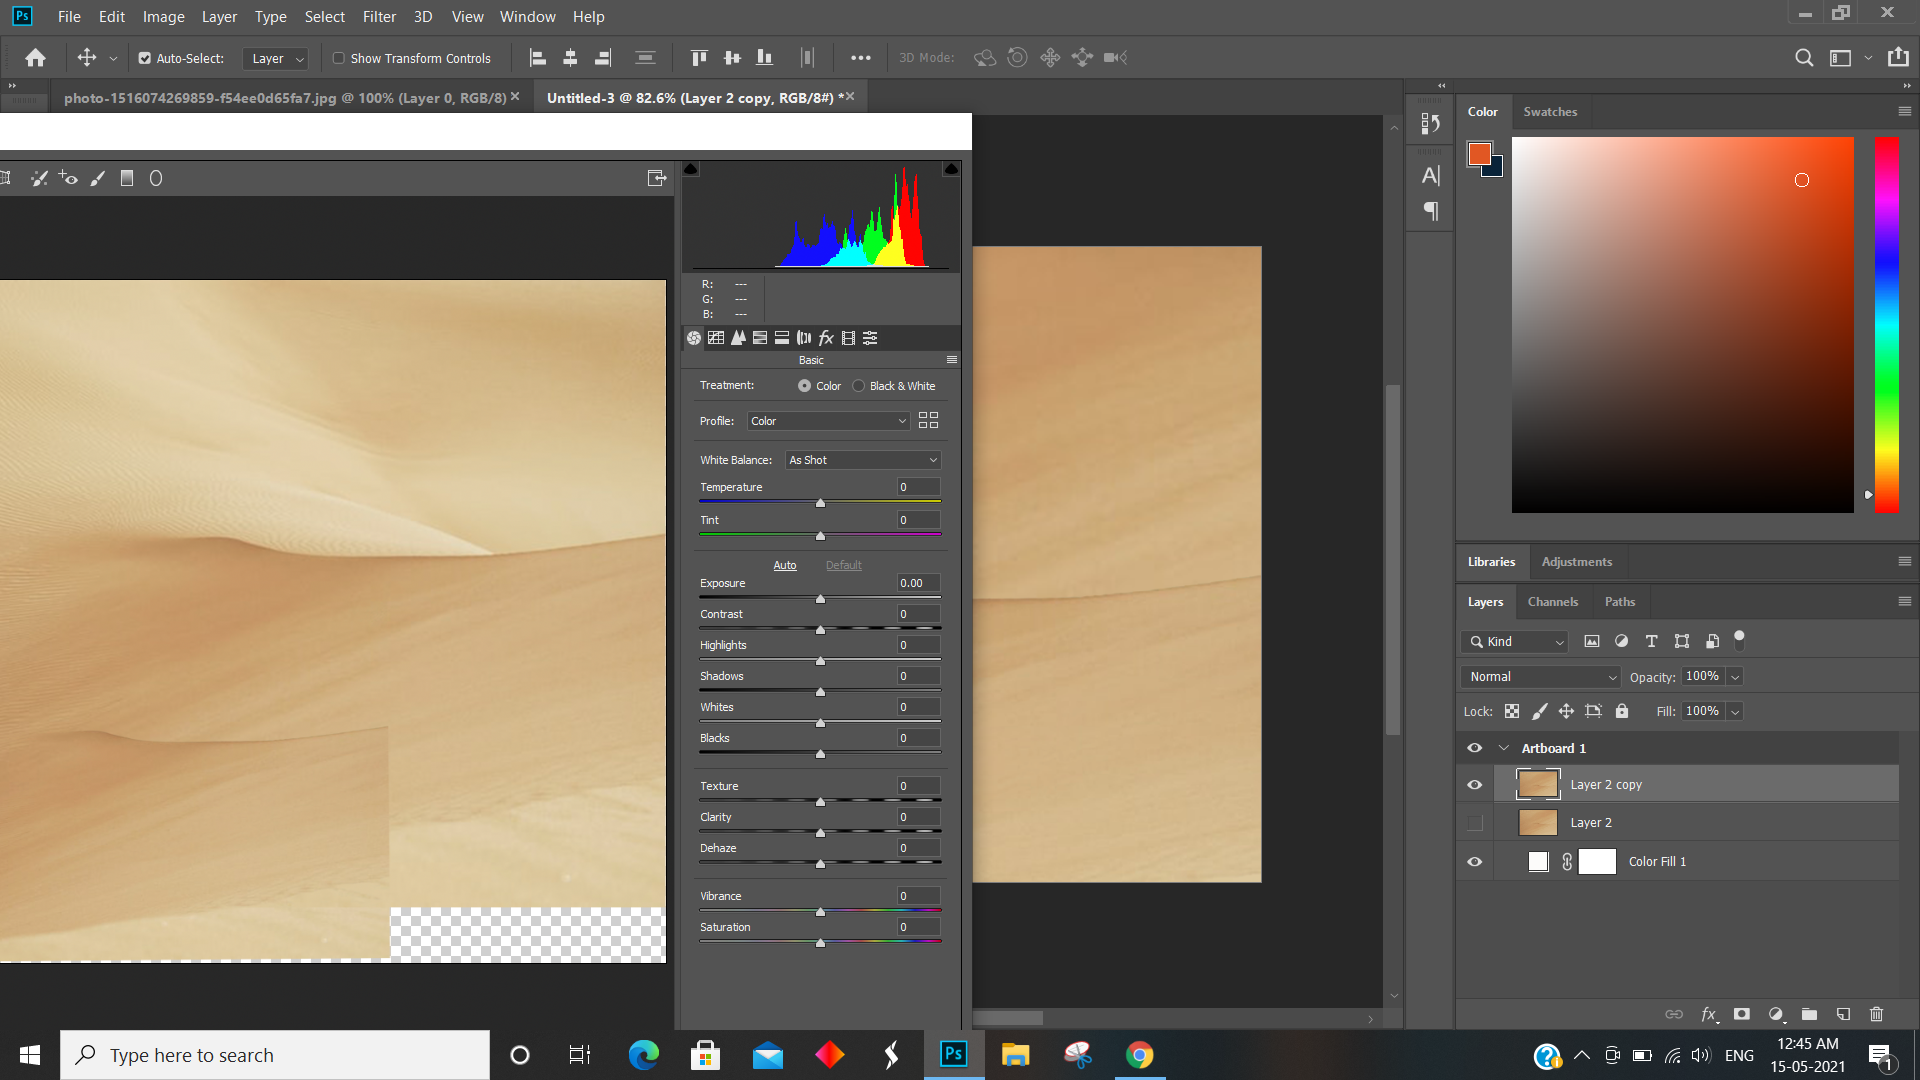 Ps File Edit Image Layer Type Select Filter 3D View Window Help
Auto-Select: Layer Show Transform Controls 3D Mode:
photo-1516074269859-f54ee0d65fa7.jpg @ 100% (Layer 0, RGB/8) Untitled-3 @ 82.6% (Layer 2 copy, RGB/8#) *
R: ---
G: ---
B: ---
Basic
Treatment: Color Black & White
Profile: Color
White Balance: As Shot
Temperature 0
Tint 0
Auto Default
Exposure 0.00
Contrast 0
Highlights 0
Shadows 0
Whites 0
Blacks 0
Texture 0
Clarity 0
Dehaze 0
Vibrance 0
Saturation 0
A|
Color Swatches
Libraries Adjustments
Layers Channels Paths
Kind
Normal Opacity: 100%
Lock: Fill: 100%
Artboard 1
Layer 2 copy
Layer 2
Color Fill 1
fx
Type here to search
Ps
ENG
12:45 AM
15-05-2021
1